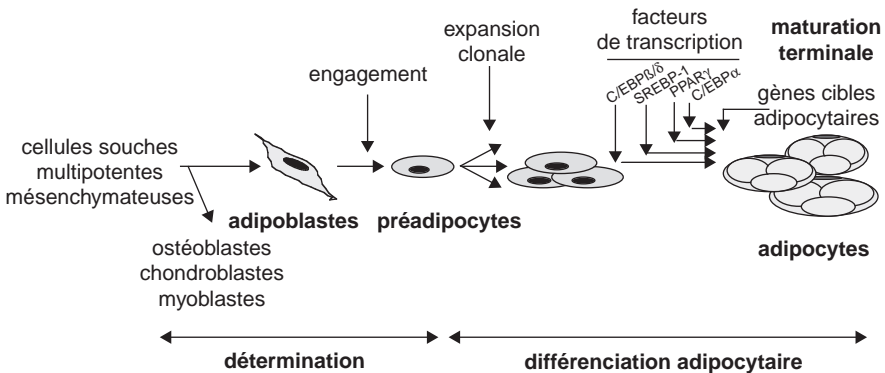 facteurs
de transcription
maturation
terminale
expansion
clonale
engagement
C/EBPß/δ
SREBP-1
PPARγ
C/EBPα
gènes cibles
adipocytaires
cellules souches
multipotentes
mésenchymateuses
adipoblastes
préadipocytes
adipocytes
ostéoblastes
chondroblastes
myoblastes
détermination
différenciation adipocytaire